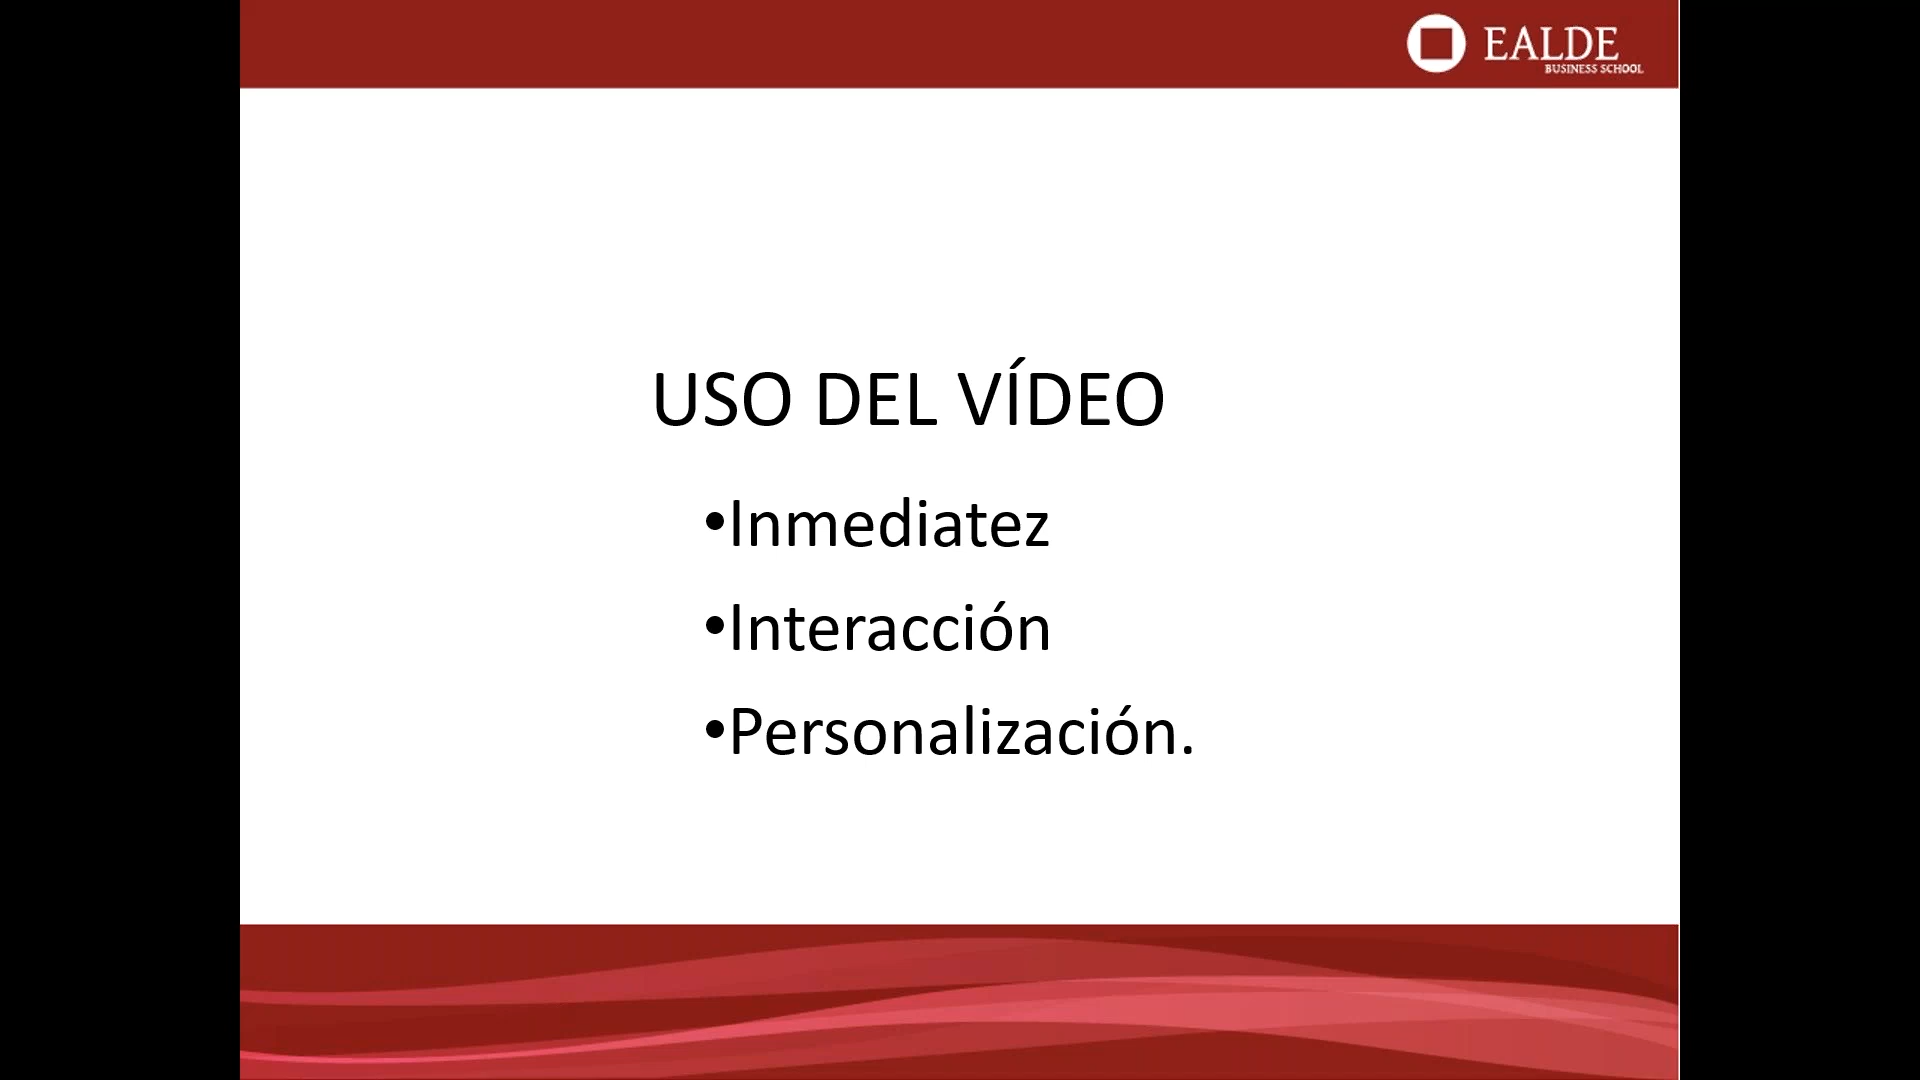 EALDE
BUSINESS SCHOOL
USO DEL VÍDEO
•Inmediatez
•Interacción
•Personalización.